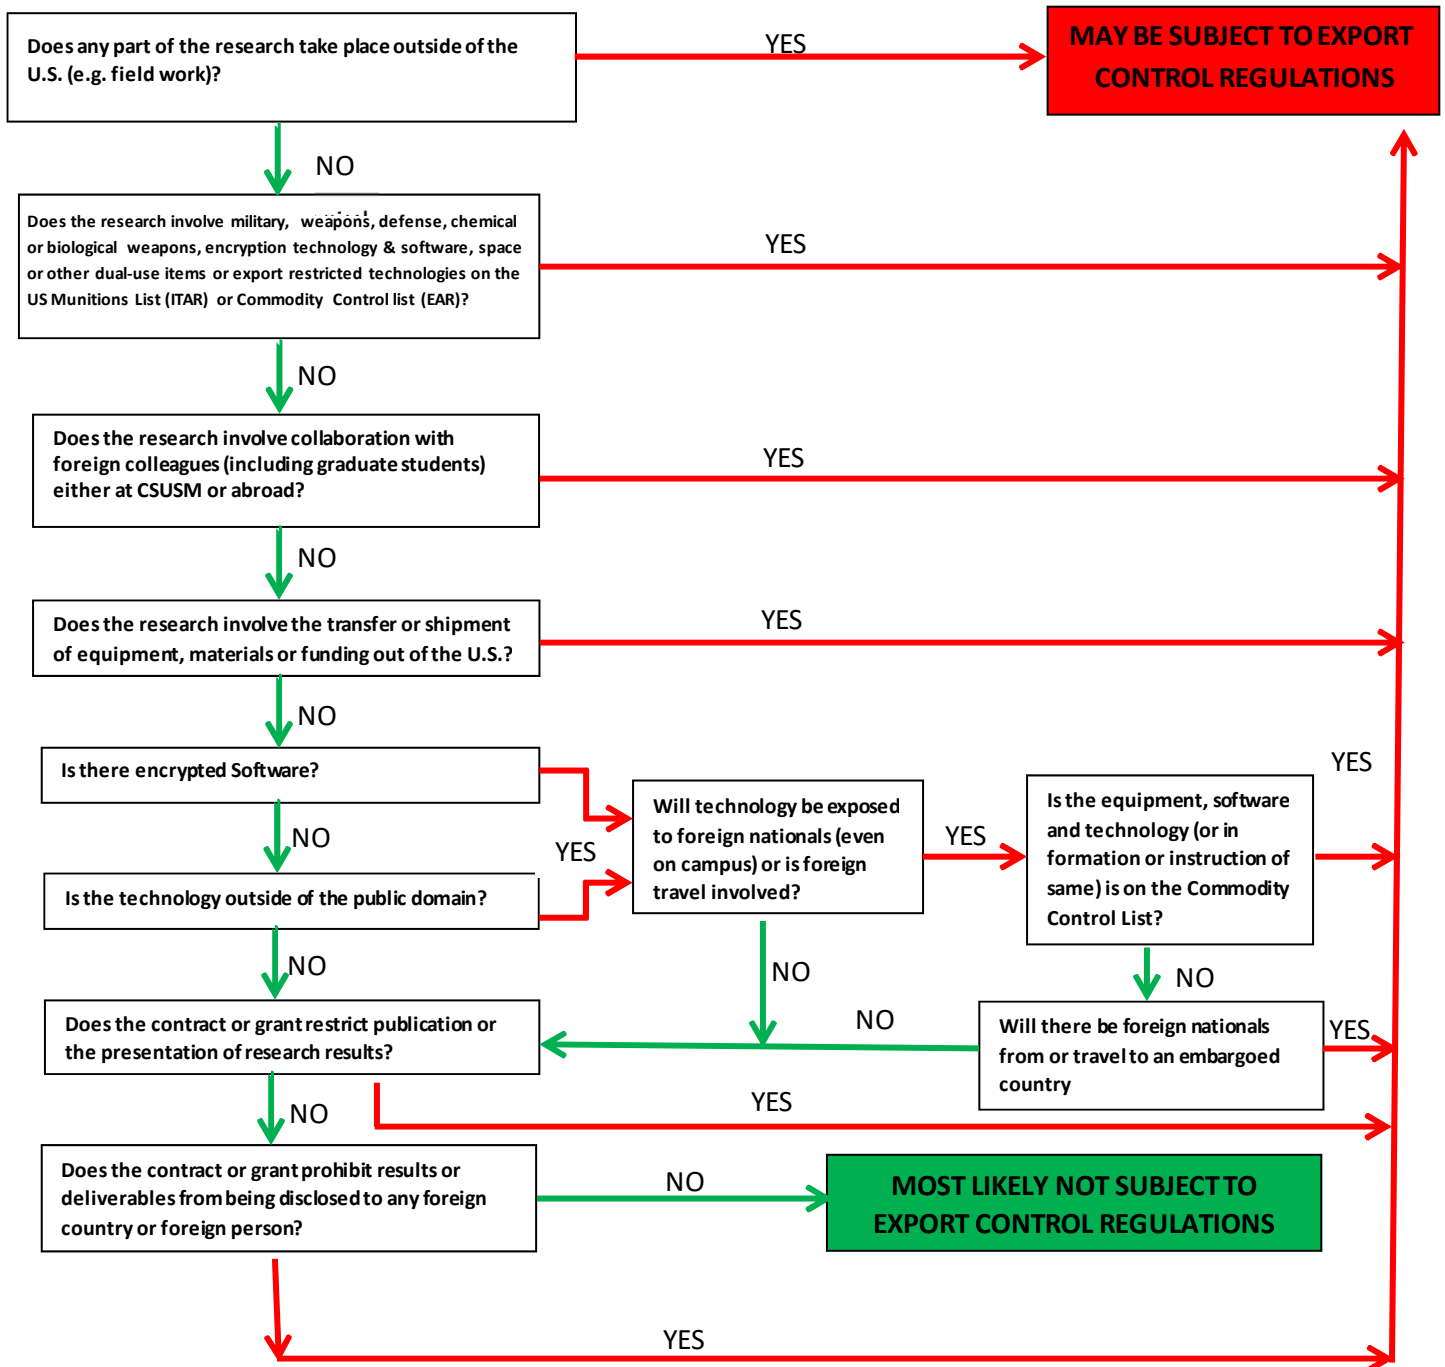 Does any part of the research take place outside of the
U.S. (e.g. field work)?
YES
MAY BE SUBJECT TO EXPORT
CONTROL REGULATIONS
NO
Does the research involve military, weapons, defense, chemical
or biological weapons, encryption technology & software, space
or other dual-use items or export restricted technologies on the
US Munitions List (ITAR) or Commodity Control list (EAR)?
YES
NO
Does the research involve collaboration with
foreign colleagues (including graduate students)
either at CSUSM or abroad?
YES
NO
Does the research involve the transfer or shipment
of equipment, materials or funding out of the U.S.?
YES
NO
Is there encrypted Software?
NO
Is the technology outside of the public domain?
YES
Will technology be exposed
to foreign nationals (even
on campus) or is foreign
travel involved?
YES
Is the equipment, software
and technology (or in
formation or instruction of
same) is on the Commodity
Control List?
YES
NO
NO
NO
Does the contract or grant restrict publication or
the presentation of research results?
NO
Will there be foreign nationals
from or travel to an embargoed
country
YES
NO
YES
Does the contract or grant prohibit results or
deliverables from being disclosed to any foreign
country or foreign person?
NO
MOST LIKELY NOT SUBJECT TO
EXPORT CONTROL REGULATIONS
YES